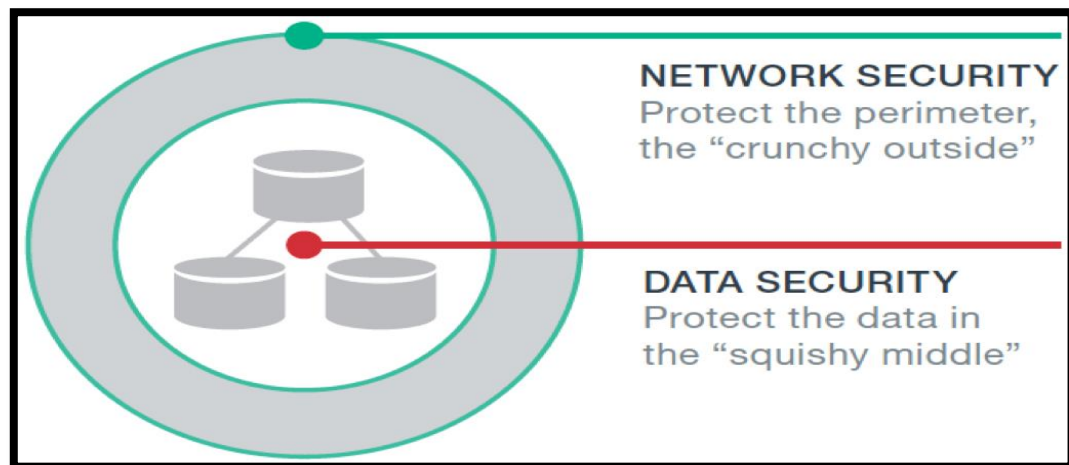 NETWORK SECURITY
Protect the perimeter,
the “crunchy outside”
DATA SECURITY
Protect the data in
the “squishy middle”